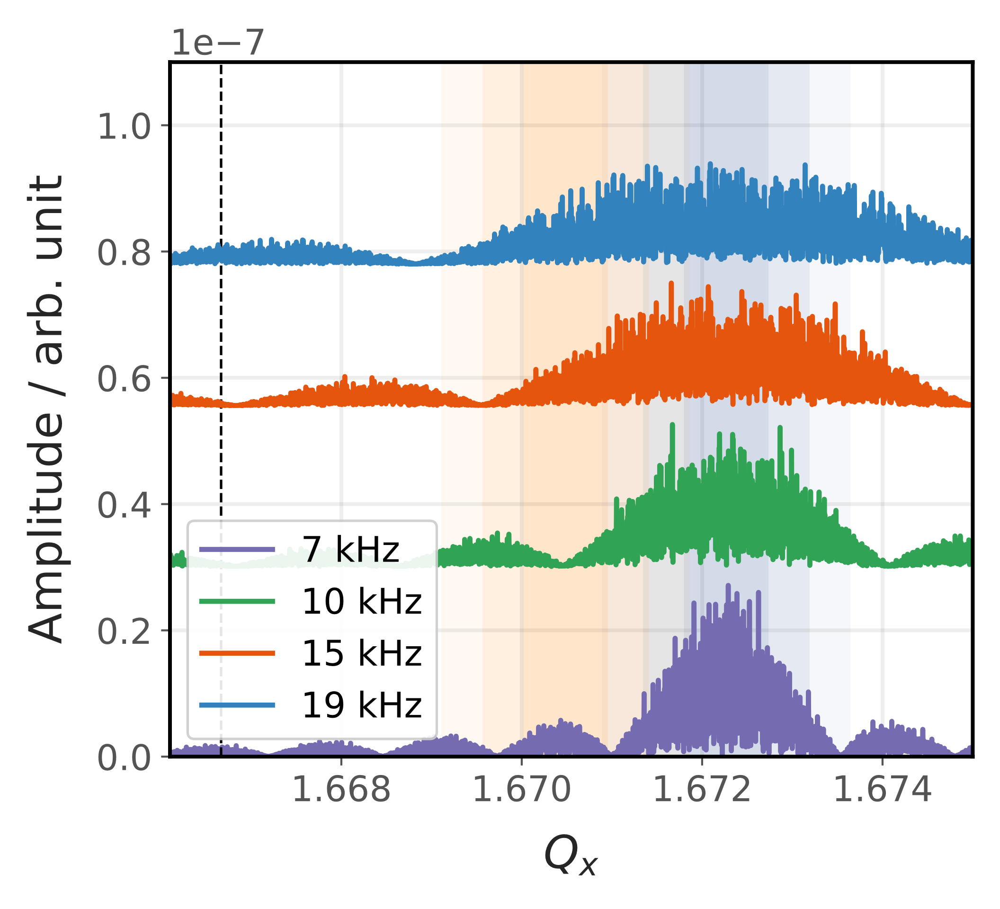 1e−7
1.0
0.8
0.6
0.4
0.2
0.0
Amplitude / arb. unit
7 kHz
10 kHz
15 kHz
19 kHz
1.668 1.670 1.672 1.674
Qx